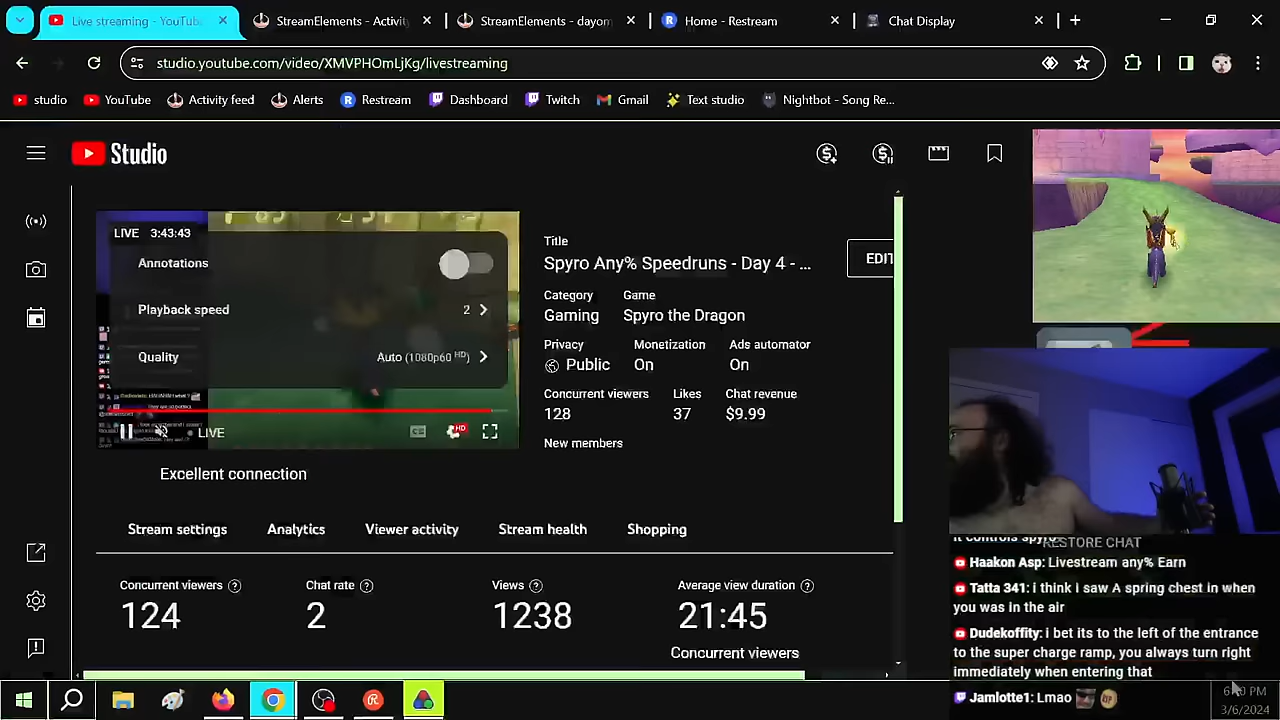 Live streaming - YouTub
StreamElements - Activity
StreamElements - dayom
Home - Restream
Chat Display
studio.youtube.com/video/XMVPHOmLjKg/livestreaming
studio
YouTube
Activity feed
Alerts
Restream
Dashboard
Twitch
Gmail
Text studio
Nightbot - Song Re...
Studio
LIVE 3:43:43
Annotations
Playback speed 2
Quality Auto (1080p60 HD)
LIVE
HD
Excellent connection
Title
Spyro Any% Speedruns - Day 4 - ...
EDIT
Category Game
Gaming Spyro the Dragon
Privacy Monetization Ads automator
Public On On
Concurrent viewers Likes Chat revenue
128 37 $9.99
New members
Stream settings Analytics Viewer activity Stream health Shopping
Concurrent viewers Chat rate Views Average view duration
124 2 1238 21:45
Concurrent viewers
it controls spyro
RESTORE CHAT
Haakon Asp: Livestream any% Earn
Tatta 341: i think i saw A spring chest in when
you was in the air
Dudekoffity: i bet its to the left of the entrance
to the super charge ramp, you always turn right
immediately when entering that
Jamlotte1: Lmao
PM
3/6/2024